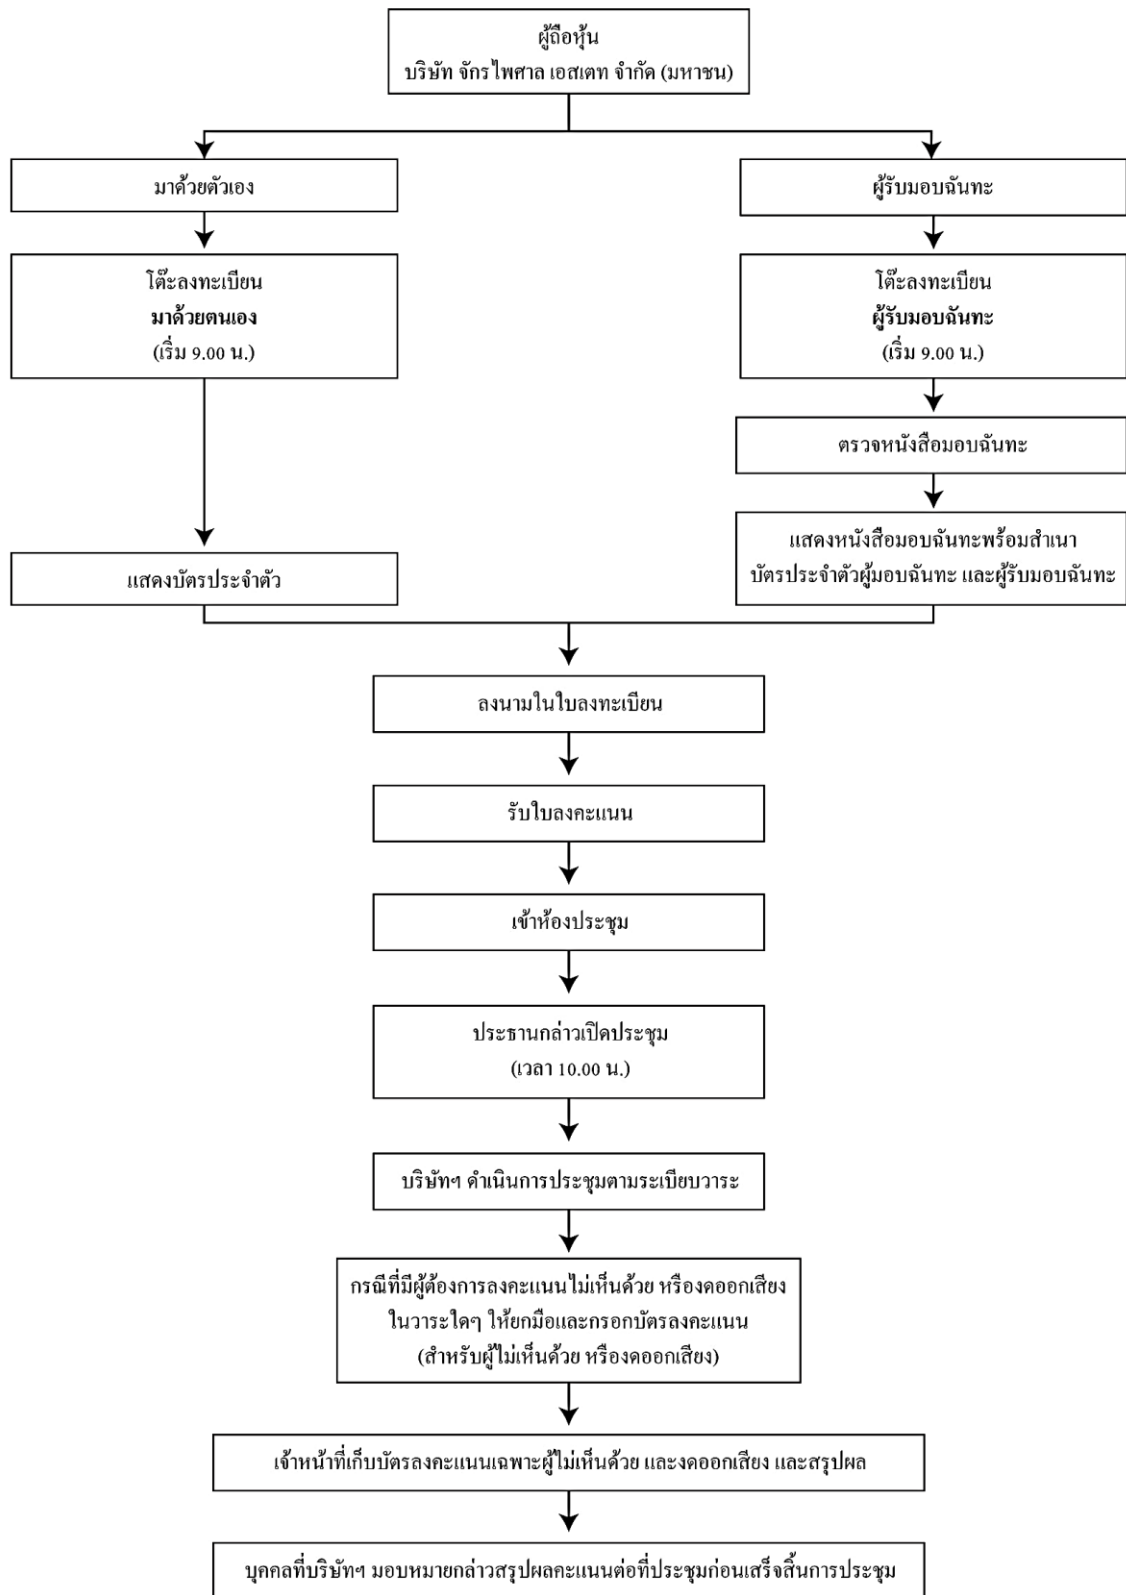 ผู้ถือหุ้น
บริษัท จักรไพศาล เอสเตท จำกัด (มหาชน)
มาด้วยตัวเอง
ผู้รับมอบฉันทะ
โต๊ะลงทะเบียน
มาด้วยตนเอง
(เริ่ม 9.00 น.)
โต๊ะลงทะเบียน
ผู้รับมอบฉันทะ
(เริ่ม 9.00 น.)
ตรวจหนังสือมอบฉันทะ
แสดงบัตรประจำตัว
แสดงหนังสือมอบฉันทะพร้อมสำเนา
บัตรประจำตัวผู้มอบฉันทะ และผู้รับมอบฉันทะ
ลงนามในใบลงทะเบียน
รับใบลงคะแนน
เข้าห้องประชุม
ประธานกล่าวเปิดประชุม
(เวลา 10.00 น.)
บริษัทฯ ดำเนินการประชุมตามระเบียบวาระ
กรณีที่มีผู้ต้องการลงคะแนนไม่เห็นด้วย หรืองดออกเสียง
ในวาระใดๆ ให้ยกมือและกรอกบัตรลงคะแนน
(สำหรับผู้ไม่เห็นด้วย หรืองดออกเสียง)
เจ้าหน้าที่เก็บบัตรลงคะแนนเฉพาะผู้ไม่เห็นด้วย และงดออกเสียง และสรุปผล
บุคคลที่บริษัทฯ มอบหมายกล่าวสรุปผลคะแนนต่อที่ประชุมก่อนเสร็จสิ้นการประชุม